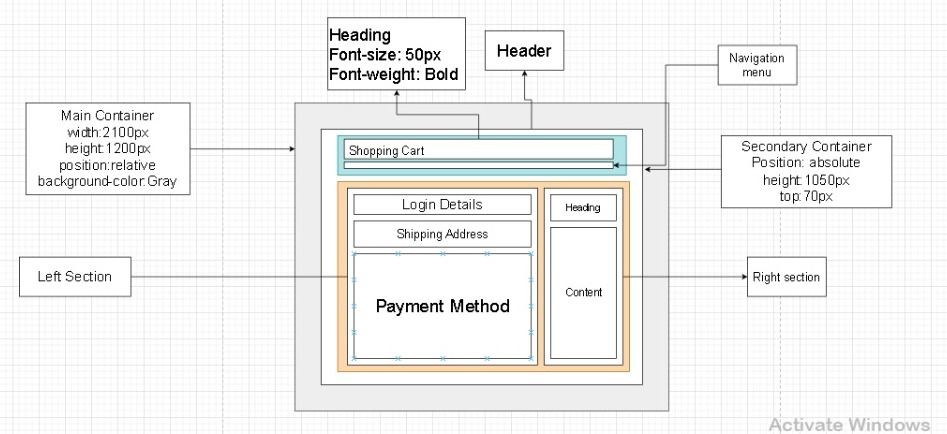 Heading
Font-size: 50px
Font-weight: Bold
Header
Navigation
menu
Main Container
width:2100px
height:1200px
position:relative
background-color:Gray
Shopping Cart
Secondary Container
Position: absolute
height:1050px
top:70px
Login Details
Shipping Address
Heading
Left Section
Payment Method
Content
Right section
Activate Windows